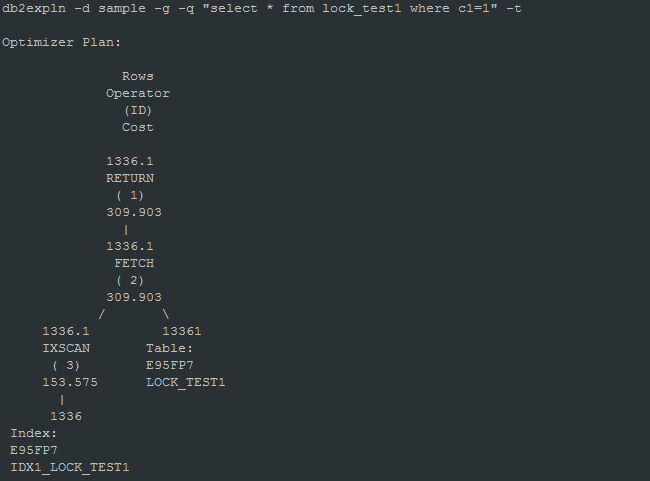 db2expln -d sample -g -q "select * from lock_test1 where c1=1" -t
Optimizer Plan:
Rows
Operator
(ID)
Cost
1336.1
RETURN
( 1)
309.903
|
1336.1
FETCH
( 2)
309.903
/ \
1336.1 13361
IXSCAN Table:
( 3) E95FP7
153.575 LOCK_TEST1
|
1336
Index:
E95FP7
IDX1_LOCK_TEST1